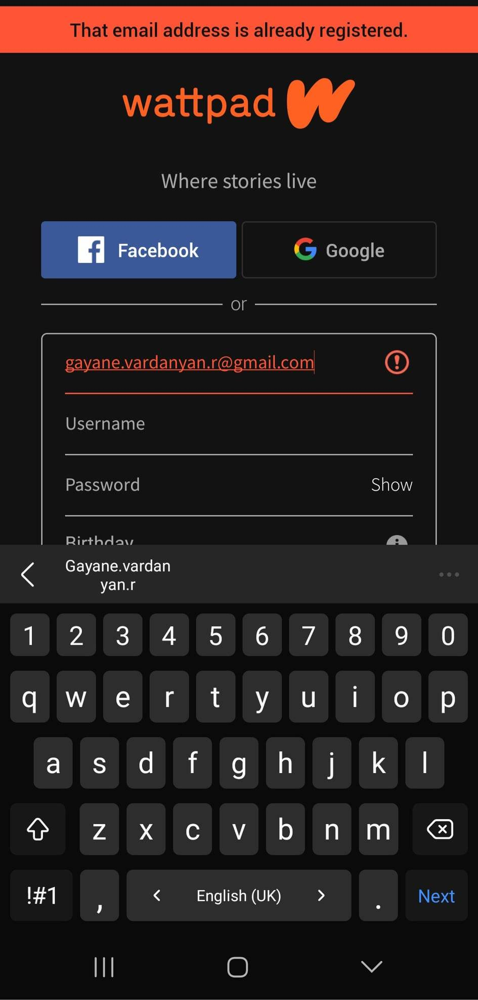 That email address is already registered.
wattpad
Where stories live
Facebook
Google
or
gayane.vardanyan.r@gmail.com
Username
Password
Show
Birthday
Gayane.vardan
yan.r
1 2 3 4 5 6 7 8 9 0
q w e r t y u i o p
a s d f g h j k l
z x c v b n m
!#1 , < English (UK) > . Next